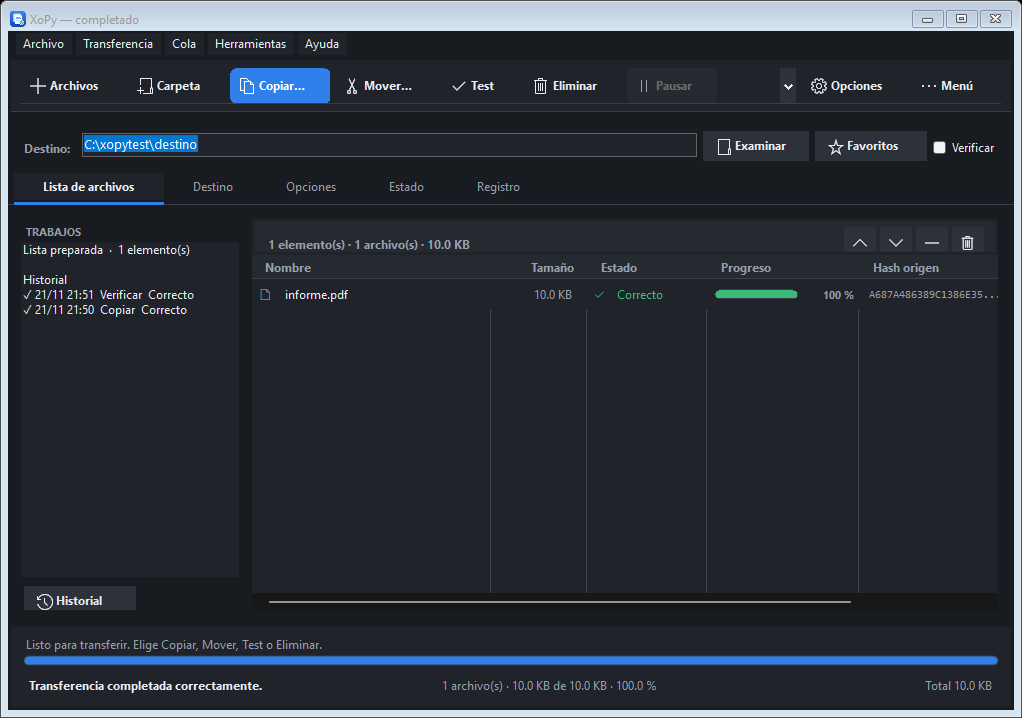 XoPy — completado
Archivo Transferencia Cola Herramientas Ayuda
Archivos Carpeta Copiar... Mover... Test Eliminar Pausar Opciones ··· Menú
Destino: C:\xopytest\destino Examinar Favoritos Verificar
Lista de archivos Destino Opciones Estado Registro
TRABAJOS
Lista preparada · 1 elemento(s)
Historial
✓ 21/11 21:51 Verificar Correcto
✓ 21/11 21:50 Copiar Correcto
Historial
1 elemento(s) · 1 archivo(s) · 10.0 KB
Nombre Tamaño Estado Progreso Hash origen
informe.pdf 10.0 KB ✓ Correcto 100 % A687A486389C1386E35...
Listo para transferir. Elige Copiar, Mover, Test o Eliminar.
Transferencia completada correctamente. 1 archivo(s) · 10.0 KB de 10.0 KB · 100.0 % Total 10.0 KB